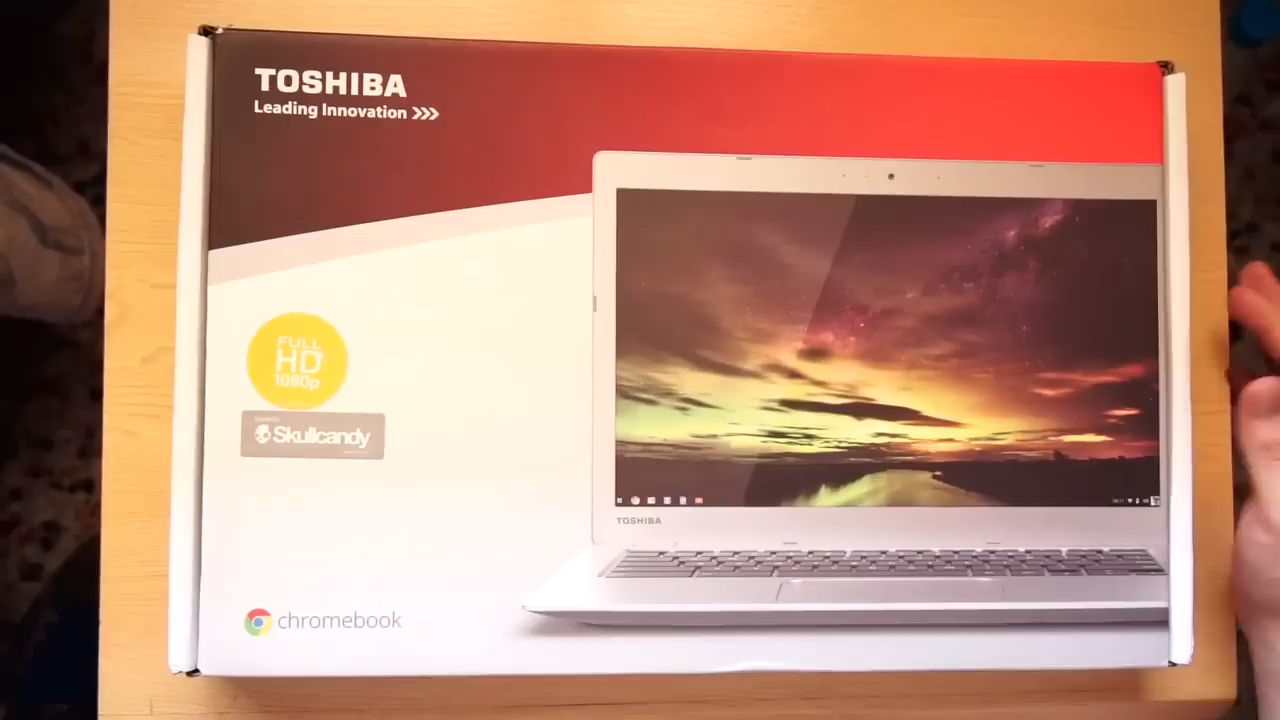 TOSHIBA
Leading Innovation >>>
FULL
HD
1080p
Skullcandy
TOSHIBA
chromebook